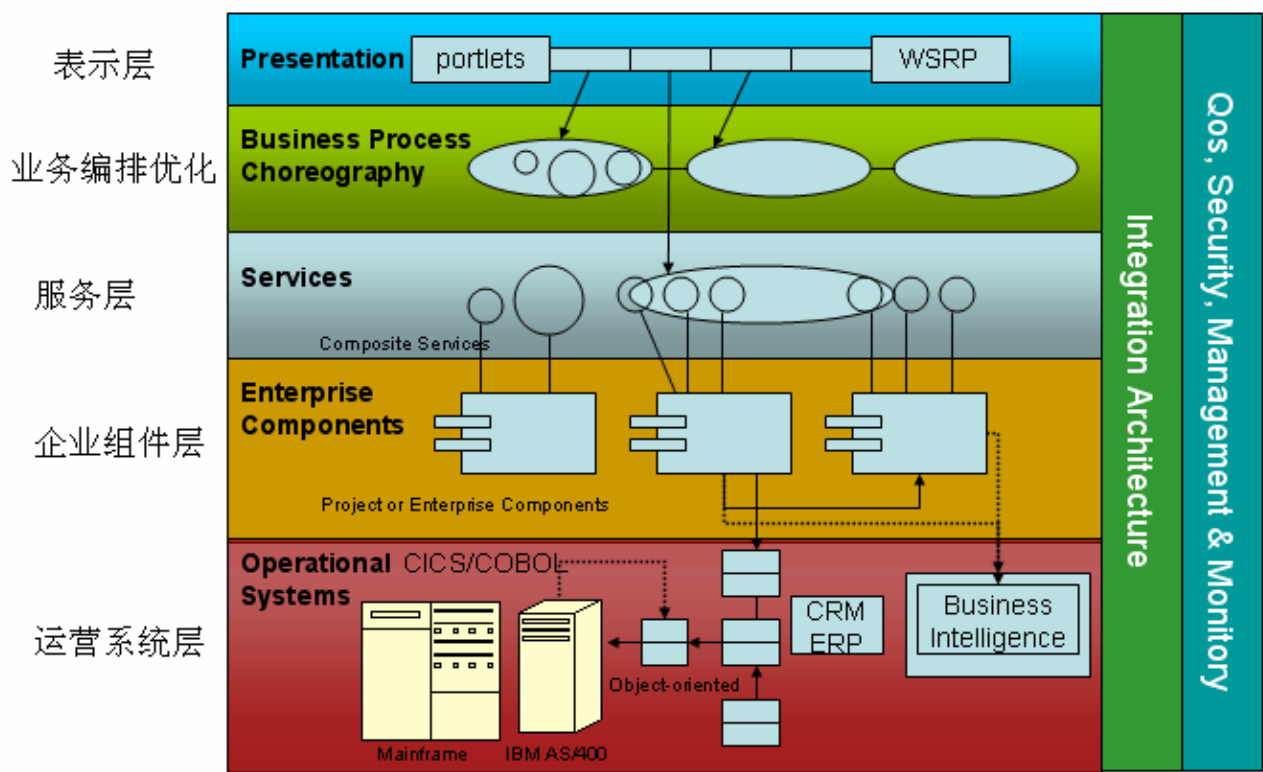 表示层
Presentation
portlets
WSRP
业务编排优化
Business Process
Choreography
服务层
Services
Composite Services
企业组件层
Enterprise
Components
Project or Enterprise Components
运营系统层
Operational
Systems
CICS/COBOL
CRM
ERP
Business
Intelligence
Object-oriented
Mainframe
IBM AS/400
Integration Architecture
Qos, Security, Management & Monitory